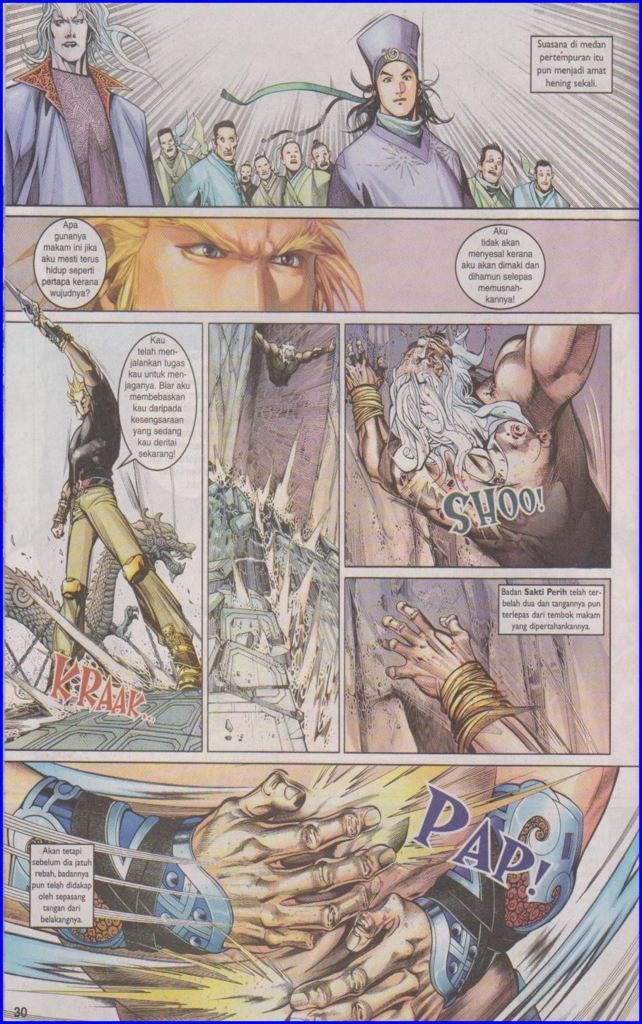 Suasana di medan
pertempuran itu
pun menjadi amat
hening sekali.
Apa
gunanya
makam ini jika
aku mesti terus
hidup seperti
pertapa kerana
wujudnya?
Aku
tidak akan
menyesal kerana
aku akan dimaki dan
dihamun selepas
memusnah-
kannya!
Kau
telah men-
jalankan tugas
kau untuk men-
jaganya. Biar aku
membebaskan
kau daripada
kesengsaraan
yang sedang
kau deritai
sekarang!
KRAAK...
SHOO!
Badan Sakti Perih telah ter-
belah dua dan tangannya pun
terlepas dari tembok makam
yang dipertahankannya.
PAP!
Akan tetapi
sebelum dia jatuh
rebah, badannya
pun telah didakap
oleh sepasang
tangan dari
belakangnya.
30